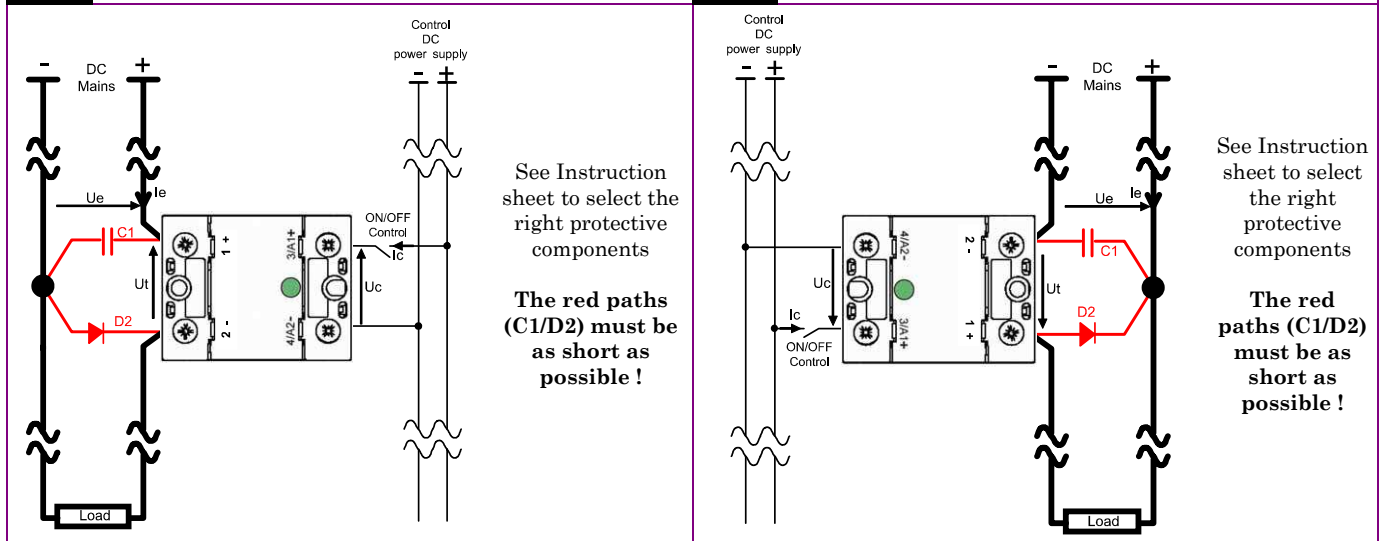 Control
DC
power supply
- +
- DC +
Mains
Ue
Ie
C1
Ut
D2
1 +
2 -
3/A1+
4/A2-
ON/OFF
Control
Ic
Uc
Load
See Instruction
sheet to select the
right protective
components
The red paths
(C1/D2) must be
as short as
possible !
Control
DC
power supply
- +
- DC +
Mains
Ue
Ie
C1
Ut
D2
4/A2-
3/A1+
2 -
1 +
Uc
Ic
ON/OFF
Control
Load
See Instruction
sheet to select
the right
protective
components
The red
paths (C1/D2)
must be as
short as
possible !